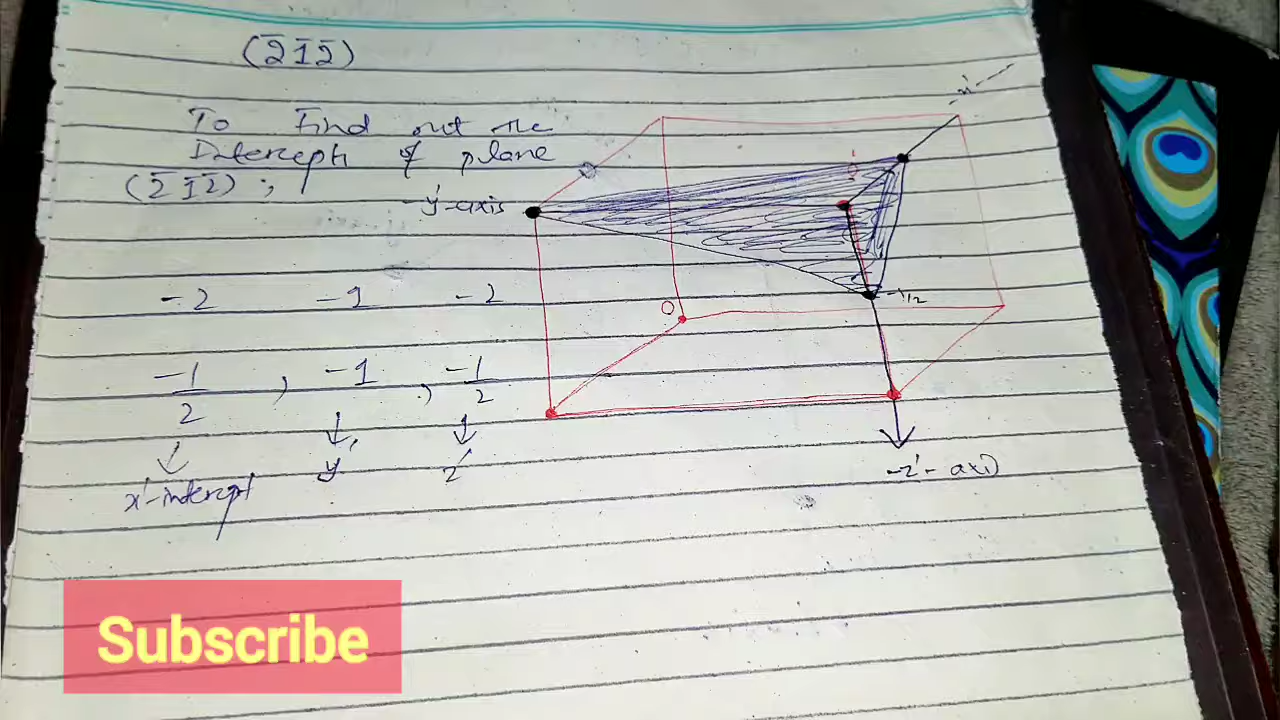 (2̅ 1̅ 2̅)
To Find out the
Intercepts of plane
(2̅ 1̅ 2̅) ;
-y'-axis
x'
o'
-2 -1 -2
-1/2 , -1 , -1/2
-1/2
O
↓ ↓ ↓
x'-intercept y' z'
-z'-axis
Subscribe